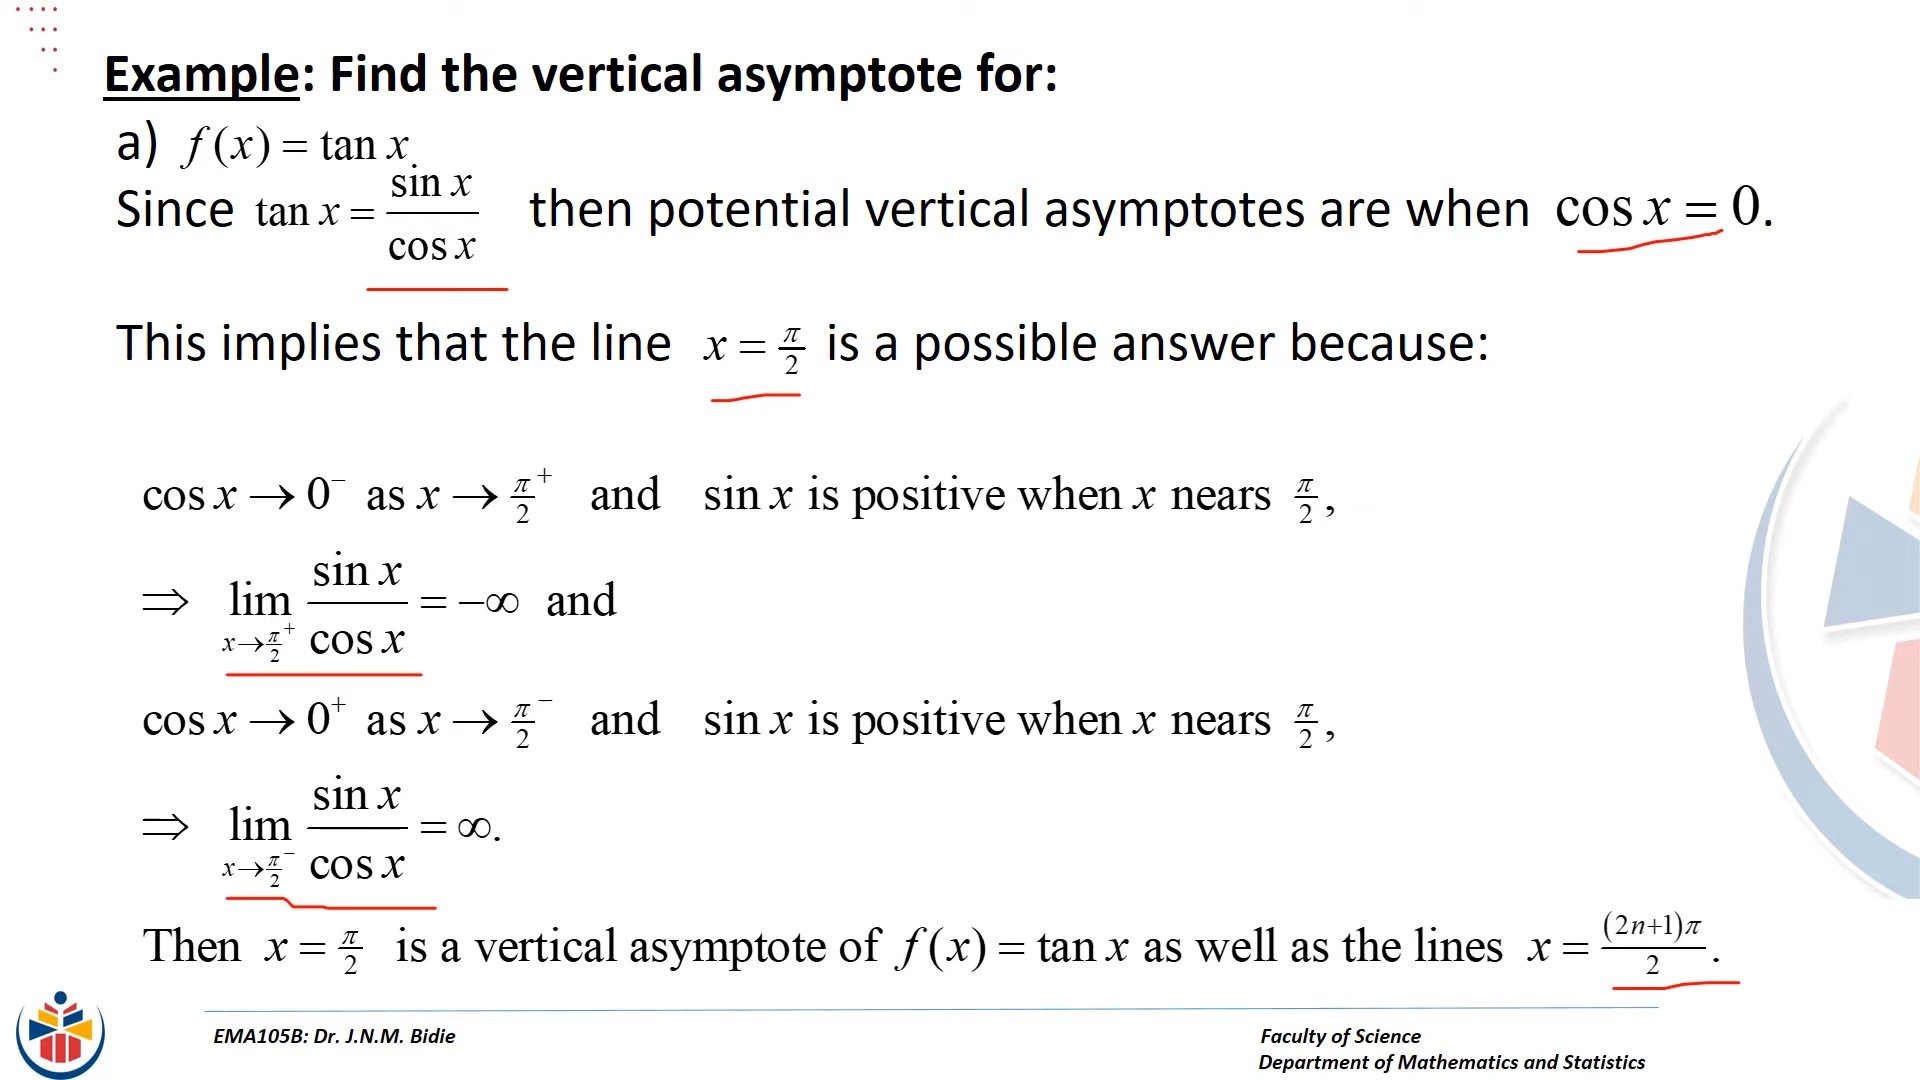 Example: Find the vertical asymptote for:
a) f(x) = tan x
Since tan x = sin x / cos x then potential vertical asymptotes are when cos x = 0.
This implies that the line x = π/2 is a possible answer because:
cos x → 0⁻ as x → π/2⁺ and sin x is positive when x nears π/2,
⇒ lim x→π/2⁺ sin x / cos x = −∞ and
cos x → 0⁺ as x → π/2⁻ and sin x is positive when x nears π/2,
⇒ lim x→π/2⁻ sin x / cos x = ∞.
Then x = π/2 is a vertical asymptote of f(x) = tan x as well as the lines x = (2n+1)π/2.
EMA105B: Dr. J.N.M. Bidie
Faculty of Science
Department of Mathematics and Statistics